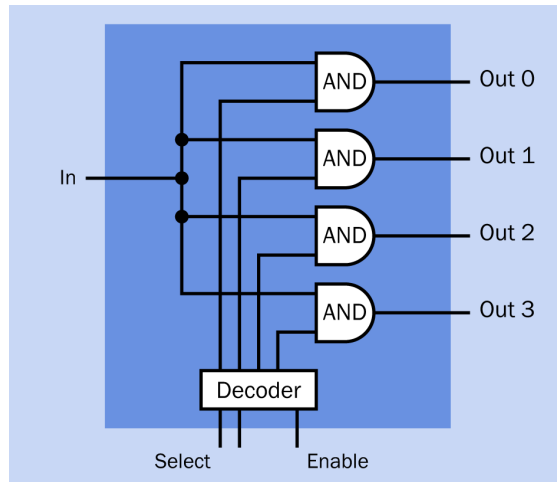 AND
Out 0
AND
Out 1
In
AND
Out 2
AND
Out 3
Decoder
Select
Enable